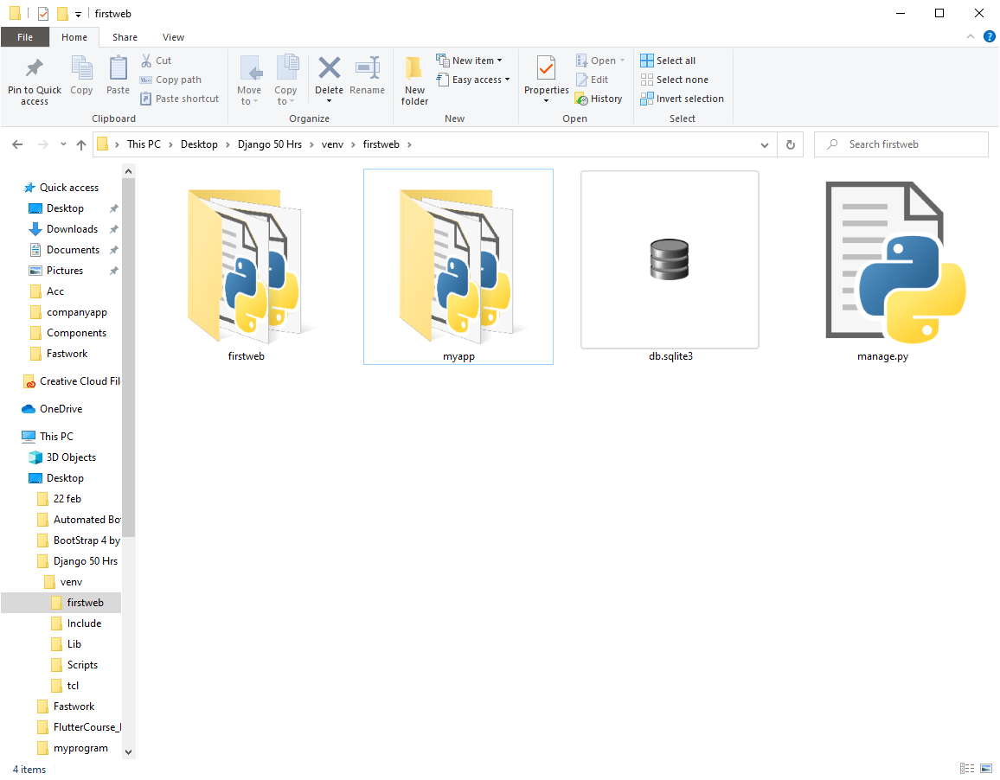 firstweb
File Home Share View
Pin to Quick access
Copy
Paste
Cut
Copy path
Paste shortcut
Clipboard
Move to
Copy to
Delete
Rename
Organize
New folder
New item
Easy access
New
Properties
Open
Edit
History
Open
Select all
Select none
Invert selection
Select
This PC > Desktop > Django 50 Hrs > venv > firstweb >
Search firstweb
Quick access
Desktop
Downloads
Documents
Pictures
Acc
companyapp
Components
Fastwork
Creative Cloud Fil
OneDrive
This PC
3D Objects
Desktop
22 feb
Automated Bo
BootStrap 4 by
Django 50 Hrs
venv
firstweb
Include
Lib
Scripts
tcl
Fastwork
FlutterCourse_
myprogram
firstweb
myapp
db.sqlite3
manage.py
4 items